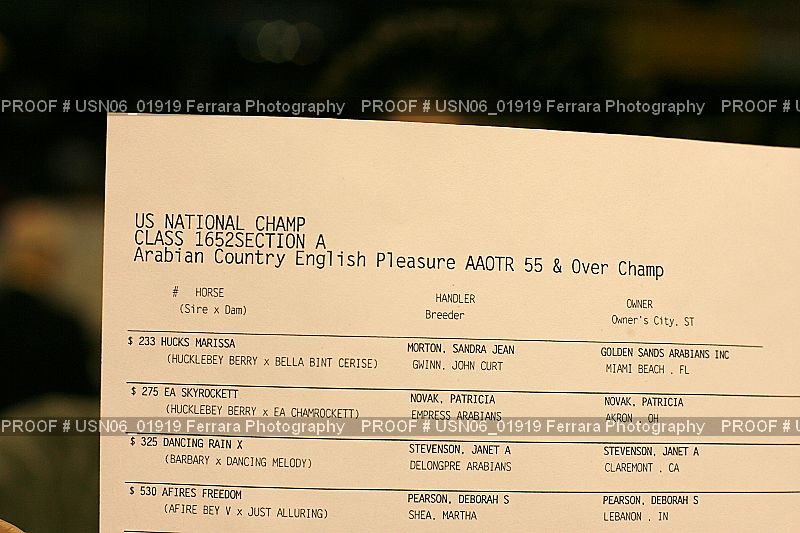 PROOF # USN06_01919 Ferrara Photography PROOF # USN06_01919 Ferrara Photography PROOF # USN
US NATIONAL CHAMP
CLASS 1652SECTION A
Arabian Country English Pleasure AAOTR 55 & Over Champ
# HORSE HANDLER OWNER
(Sire x Dam) Breeder Owner's City, ST
$ 233 HUCKS MARISSA MORTON, SANDRA JEAN GOLDEN SANDS ARABIANS INC
(HUCKLEBEY BERRY x BELLA BINT CERISE) GWINN, JOHN CURT MIAMI BEACH , FL
$ 275 EA SKYROCKETT NOVAK, PATRICIA NOVAK, PATRICIA
(HUCKLEBEY BERRY x EA CHAMROCKETT) EMPRESS ARABIANS AKRON , OH
PROOF # USN06_01919 Ferrara Photography PROOF # USN06_01919 Ferrara Photography PROOF # USN
$ 325 DANCING RAIN X STEVENSON, JANET A STEVENSON, JANET A
(BARBARY x DANCING MELODY) DELONGPRE ARABIANS CLAREMONT , CA
$ 530 AFIRES FREEDOM PEARSON, DEBORAH S PEARSON, DEBORAH S
(AFIRE BEY V x JUST ALLURING) SHEA, MARTHA LEBANON , IN